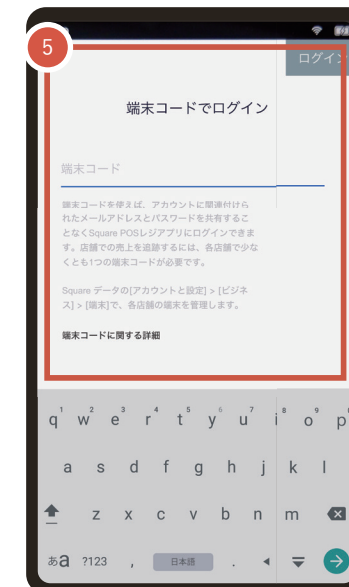 5
ログイン
端末コードでログイン
端末コード
端末コードを使えば、アカウントに関連付けら
れたメールアドレスとパスワードを共有するこ
となくSquare POSレジアプリにログインできま
す。店舗での売上を追跡するには、各店舗で少な
くとも1つの端末コードが必要です。
Square データの[アカウントと設定] > [ビジネ
ス] > [端末]で、各店舗の端末を管理します。
端末コードに関する詳細
q1 w2 e3 r4 t5 y6 u7 i8 o9 p
a s d f g h j k l
z x c v b n m
あa ?123 , 日本語 .